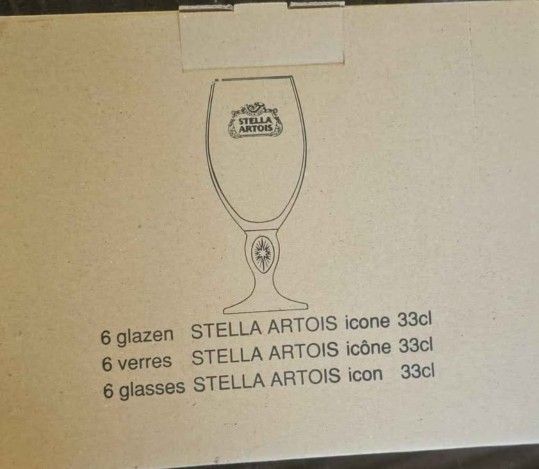 STELLA
ARTOIS
6 glazen STELLA ARTOIS icone 33cl
6 verres STELLA ARTOIS icône 33cl
6 glasses STELLA ARTOIS icon 33cl